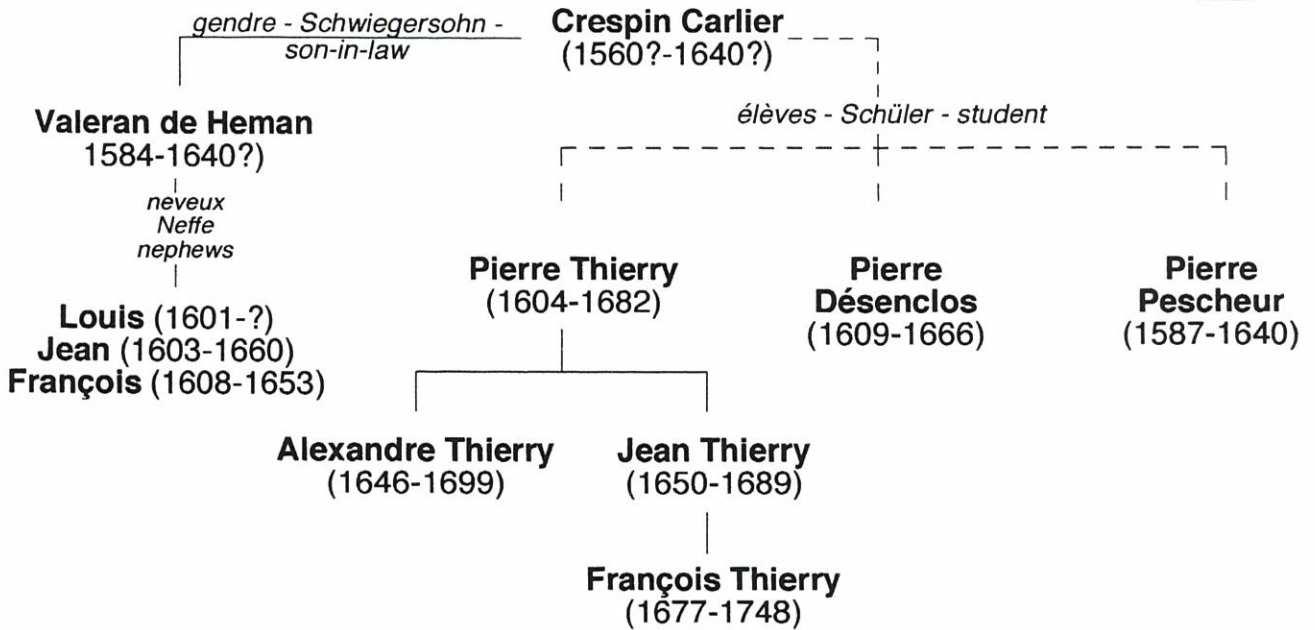 gendre - Schwiegersohn -
son-in-law
Crespin Carlier
(1560?-1640?)
Valeran de Heman
1584-1640?)
neveux
Neffe
nephews
Louis (1601-?)
Jean (1603-1660)
François (1608-1653)
élèves - Schüler - student
Pierre Thierry
(1604-1682)
Pierre
Désenclos
(1609-1666)
Pierre
Pescheur
(1587-1640)
Alexandre Thierry
(1646-1699)
Jean Thierry
(1650-1689)
François Thierry
(1677-1748)